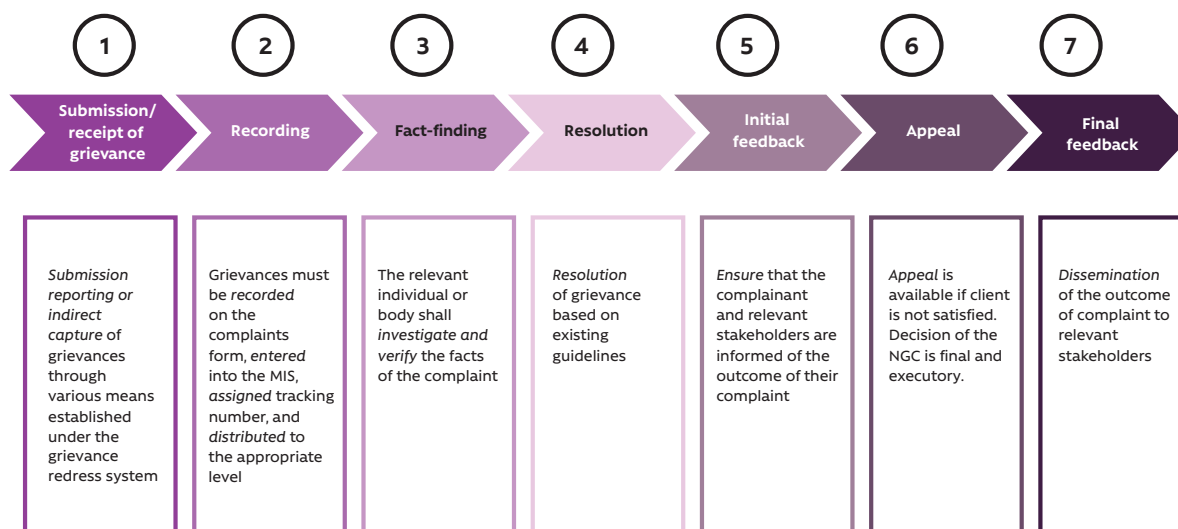 1
2
3
4
5
6
7
Submission/
receipt of
grievance
Recording
Fact-finding
Resolution
Initial
feedback
Appeal
Final
feedback
Submission
reporting or
indirect
capture of
grievances
through
various means
established
under the
grievance
redress system
Grievances must
be recorded
on the
complaints
form, entered
into the MIS,
assigned tracking
number, and
distributed to
the appropriate
level
The relevant
individual or
body shall
investigate and
verify the facts
of the complaint
Resolution
of grievance
based on
existing
guidelines
Ensure that the
complainant
and relevant
stakeholders are
informed of the
outcome of their
complaint
Appeal is
available if client
is not satisfied.
Decision of the
NGC is final and
executory.
Dissemination
of the outcome
of complaint to
relevant
stakeholders